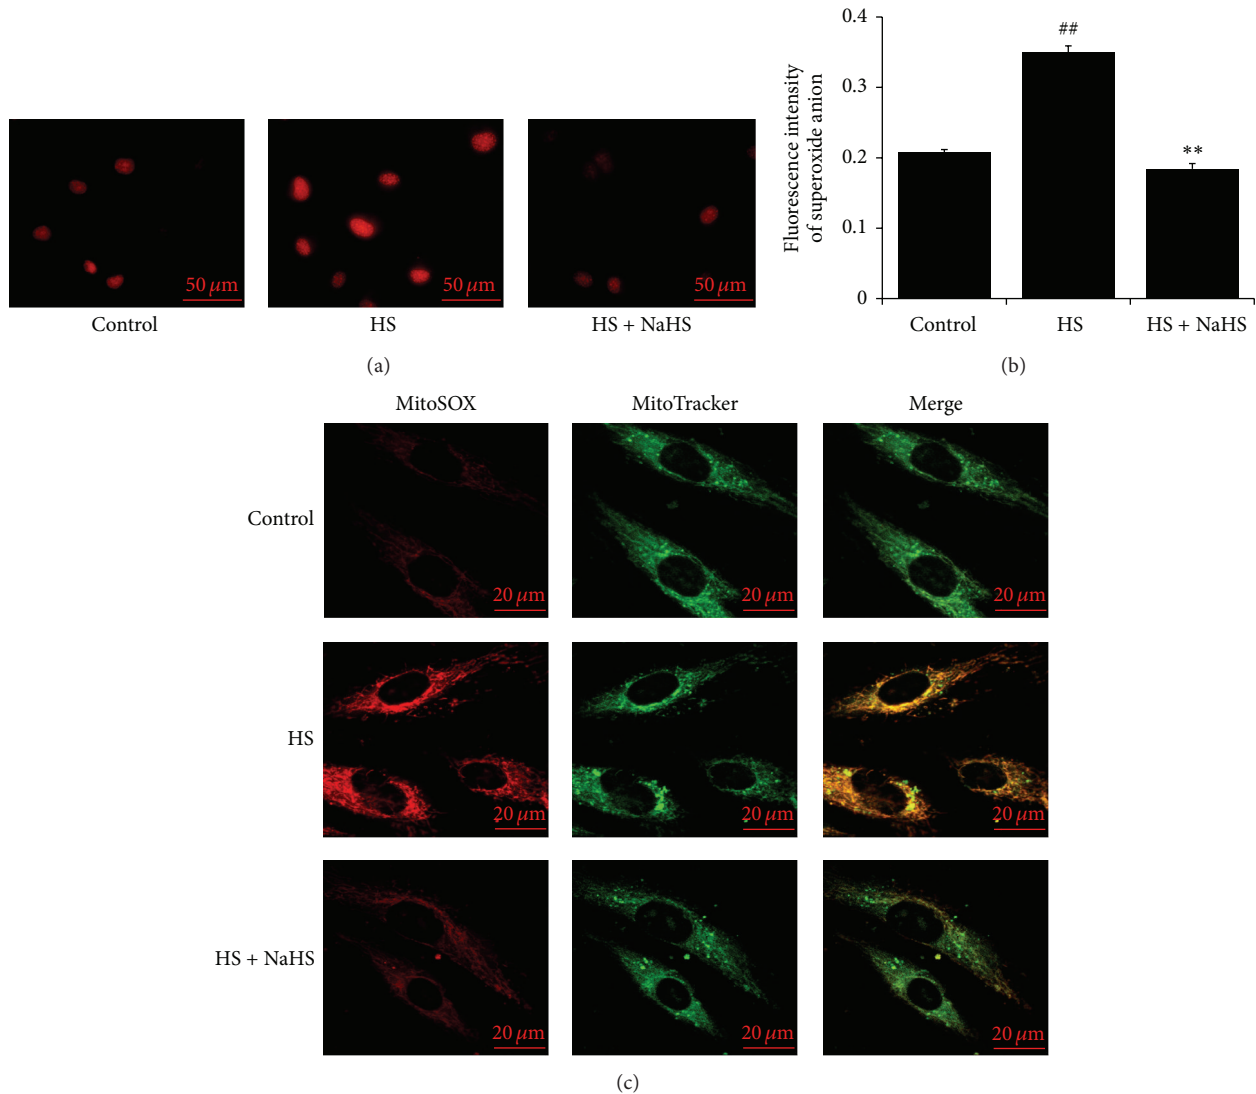 50 μm
50 μm
50 μm
Control
HS
HS + NaHS
(a)
0.4
0.3
0.2
0.1
0
Fluorescence intensity
of superoxide anion
##
**
Control
HS
HS + NaHS
(b)
MitoSOX
MitoTracker
Merge
Control
20 μm
20 μm
20 μm
HS
20 μm
20 μm
20 μm
HS + NaHS
20 μm
20 μm
20 μm
(c)